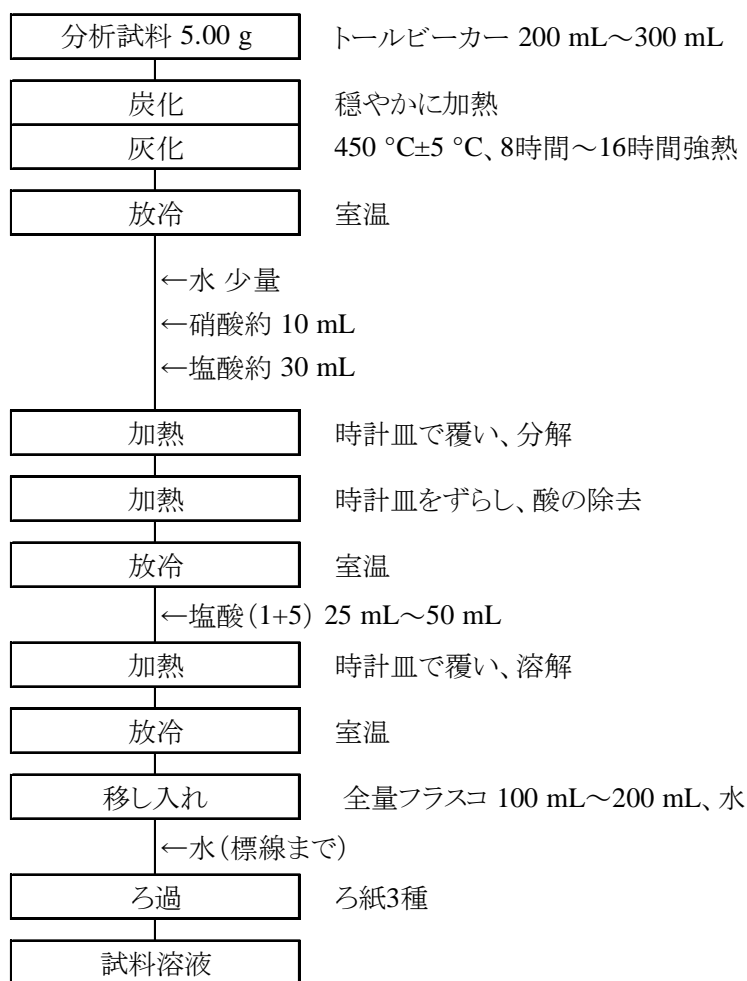 分析試料 5.00 g トールビーカー 200 mL～300 mL
炭化 穏やかに加熱
灰化 450 °C±5 °C、8時間～16時間強熱
放冷 室温
←水 少量
←硝酸約 10 mL
←塩酸約 30 mL
加熱 時計皿で覆い、分解
加熱 時計皿をずらし、酸の除去
放冷 室温
←塩酸(1+5) 25 mL～50 mL
加熱 時計皿で覆い、溶解
放冷 室温
移し入れ 全量フラスコ 100 mL～200 mL、水
←水(標線まで)
ろ過 ろ紙3種
試料溶液